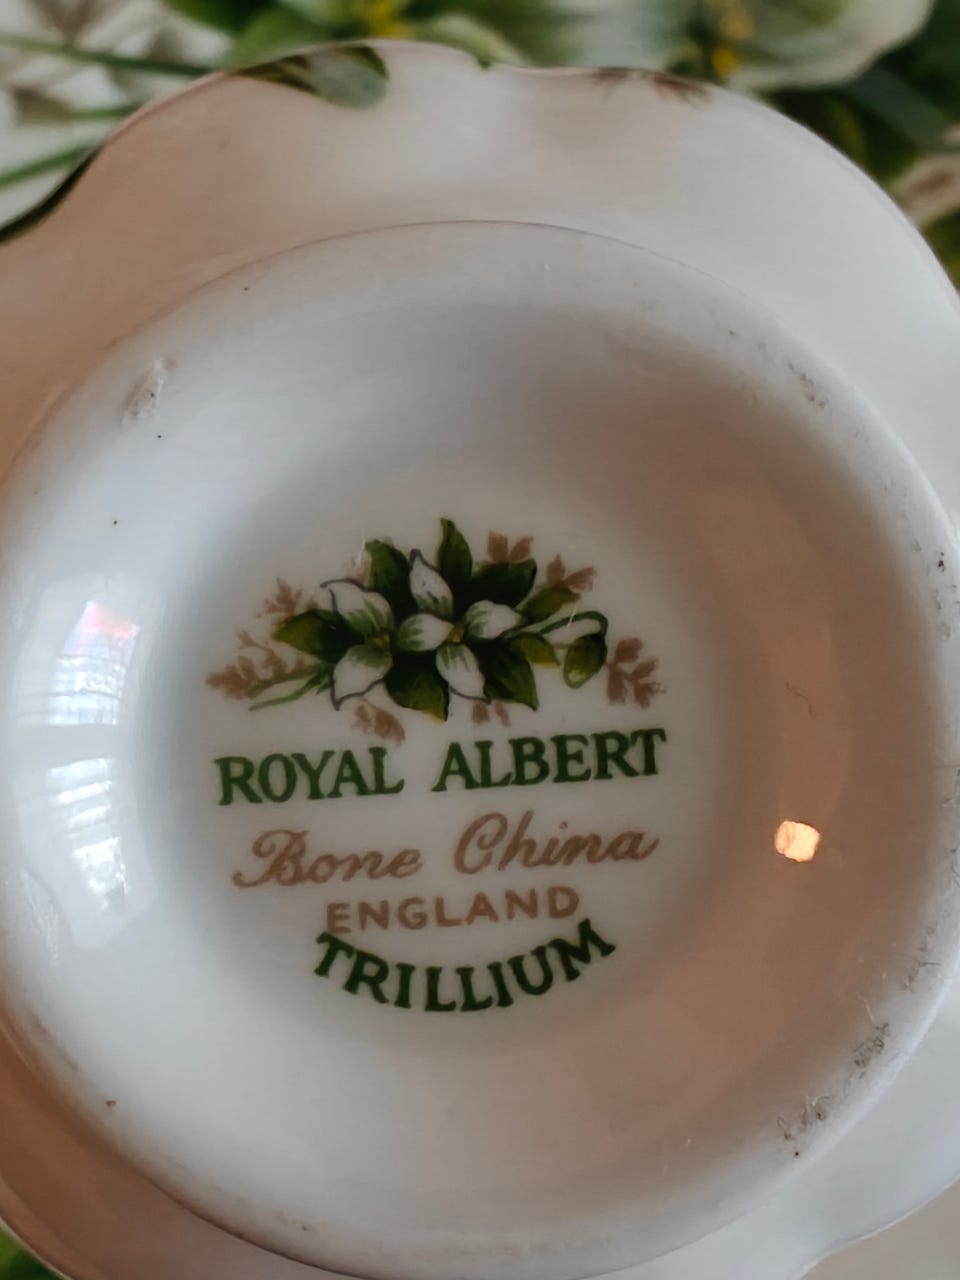 ROYAL ALBERT
Bone China
ENGLAND
TRILLIUM